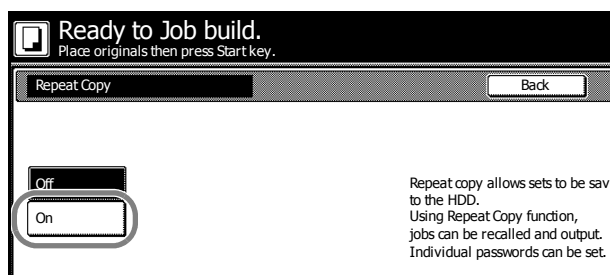 Ready to Job build.
Place originals then press Start key.
Repeat Copy
Back
Off
On
Repeat copy allows sets to be sav
to the HDD.
Using Repeat Copy function,
jobs can be recalled and output.
Individual passwords can be set.